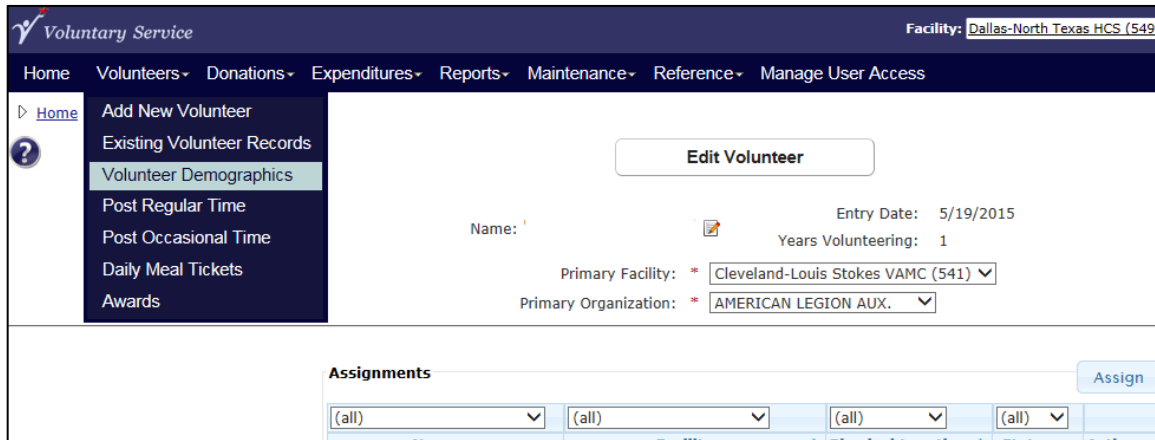 Voluntary Service
Facility: Dallas-North Texas HCS (549
Home Volunteers Donations Expenditures Reports Maintenance Reference Manage User Access
Home
Add New Volunteer
Existing Volunteer Records
Volunteer Demographics
Post Regular Time
Post Occasional Time
Daily Meal Tickets
Awards
?
Edit Volunteer
Name:
Entry Date: 5/19/2015
Years Volunteering: 1
Primary Facility: * Cleveland-Louis Stokes VAMC (541)
Primary Organization: * AMERICAN LEGION AUX.
Assignments
Assign
(all) (all) (all) (all)